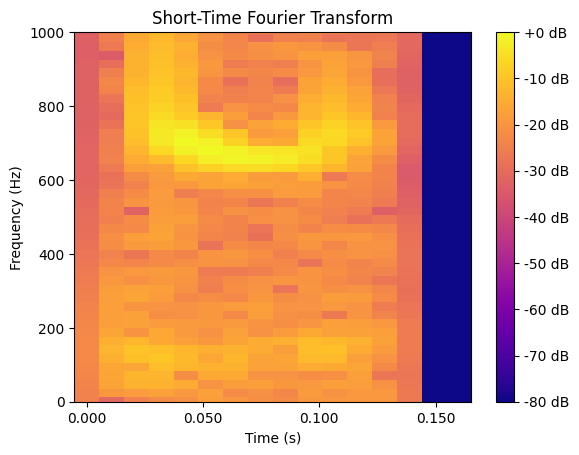 Short-Time Fourier Transform
1000
800
600
400
200
0
Frequency (Hz)
0.000
0.050
0.100
0.150
Time (s)
+0 dB
-10 dB
-20 dB
-30 dB
-40 dB
-50 dB
-60 dB
-70 dB
-80 dB